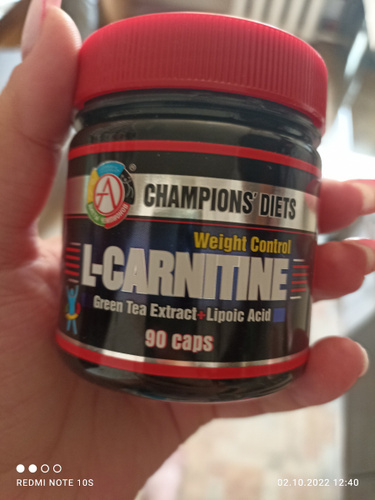 A
CHAMPIONS' DIETS
Weight Control
L-CARNITINE
Green Tea Extract+Lipoic Acid
90 caps
REDMI NOTE 10S
02.10.2022 12:40